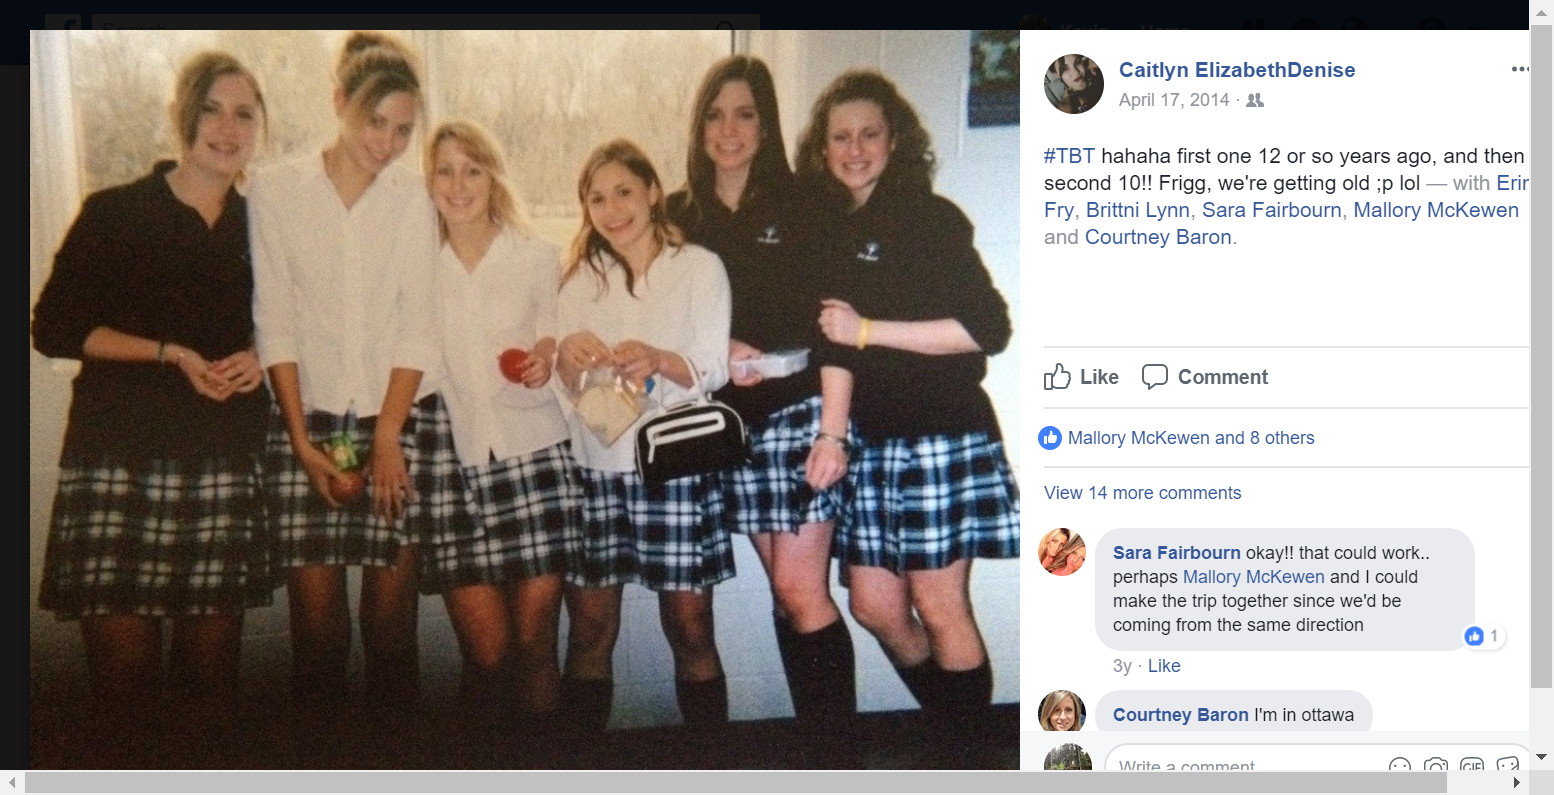 Search
Caitlyn ElizabethDenise
April 17, 2014 ·
#TBT hahaha first one 12 or so years ago, and then
second 10!! Frigg, we're getting old ;p lol — with Erin
Fry, Brittni Lynn, Sara Fairbourn, Mallory McKewen
and Courtney Baron.
Like Comment
Mallory McKewen and 8 others
View 14 more comments
Sara Fairbourn okay!! that could work..
perhaps Mallory McKewen and I could
make the trip together since we'd be
coming from the same direction
1
3y · Like
Courtney Baron I'm in ottawa
Write a comment
GIF